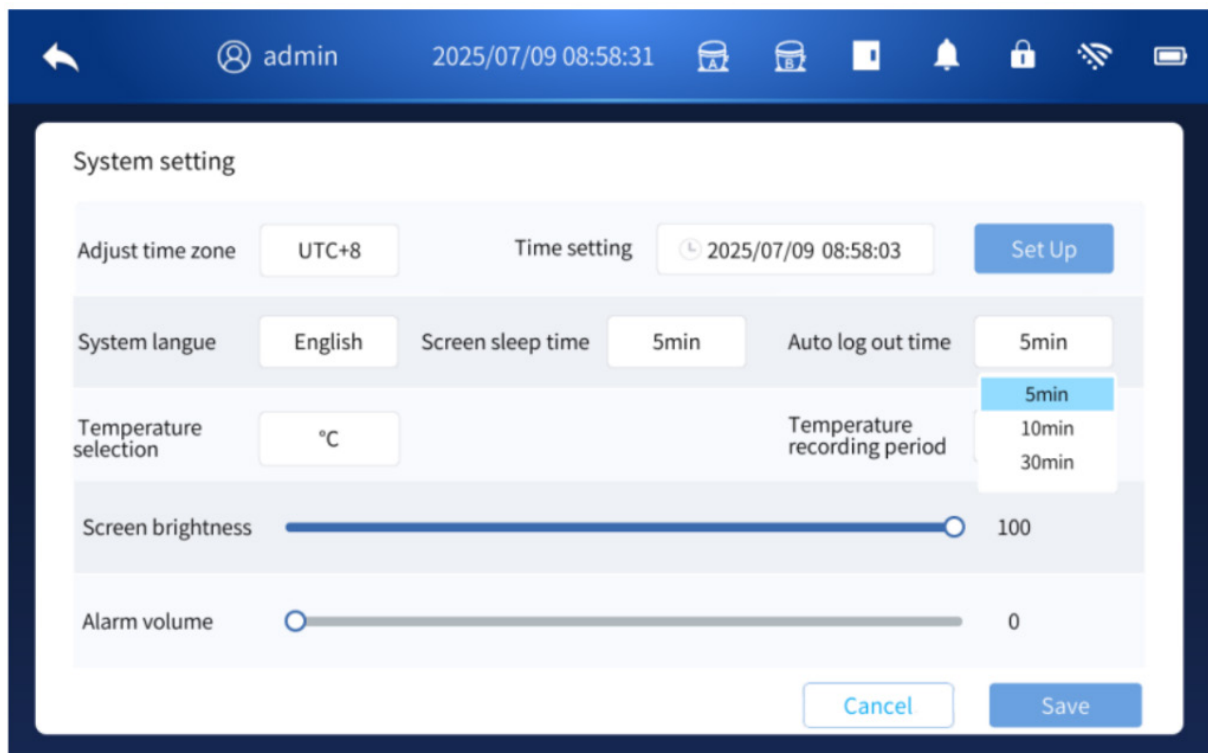 admin 2025/07/09 08:58:31 A B
System setting
Adjust time zone UTC+8 Time setting 2025/07/09 08:58:03 Set Up
System langue English Screen sleep time 5min Auto log out time 5min
5min
Temperature selection °C Temperature recording period
10min
30min
Screen brightness 100
Alarm volume 0
Cancel Save